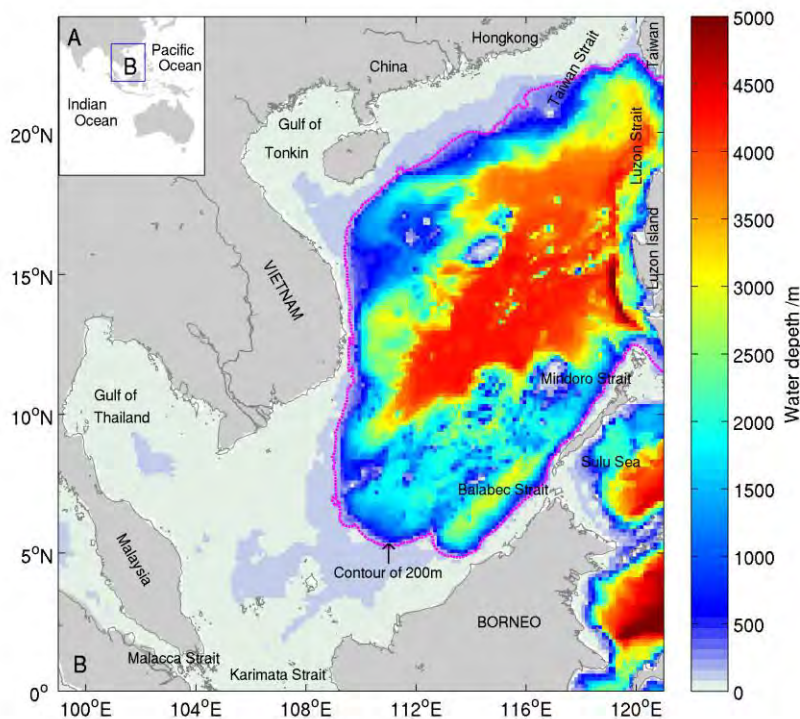 A
B
Pacific
Ocean
Indian
Ocean
Hongkong
China
Taiwan Strait
Taiwan
Gulf of
Tonkin
Luzon Strait
Luzon Island
VIETNAM
Gulf of
Thailand
Mindoro Strait
Sulu Sea
Balabec Strait
Malaysia
Contour of 200m
BORNEO
Malacca Strait
Karimata Strait
B
20°N
15°N
10°N
5°N
0°
100°E
104°E
108°E
112°E
116°E
120°E
5000
4500
4000
3500
3000
2500
2000
1500
1000
500
0
Water depeth /m